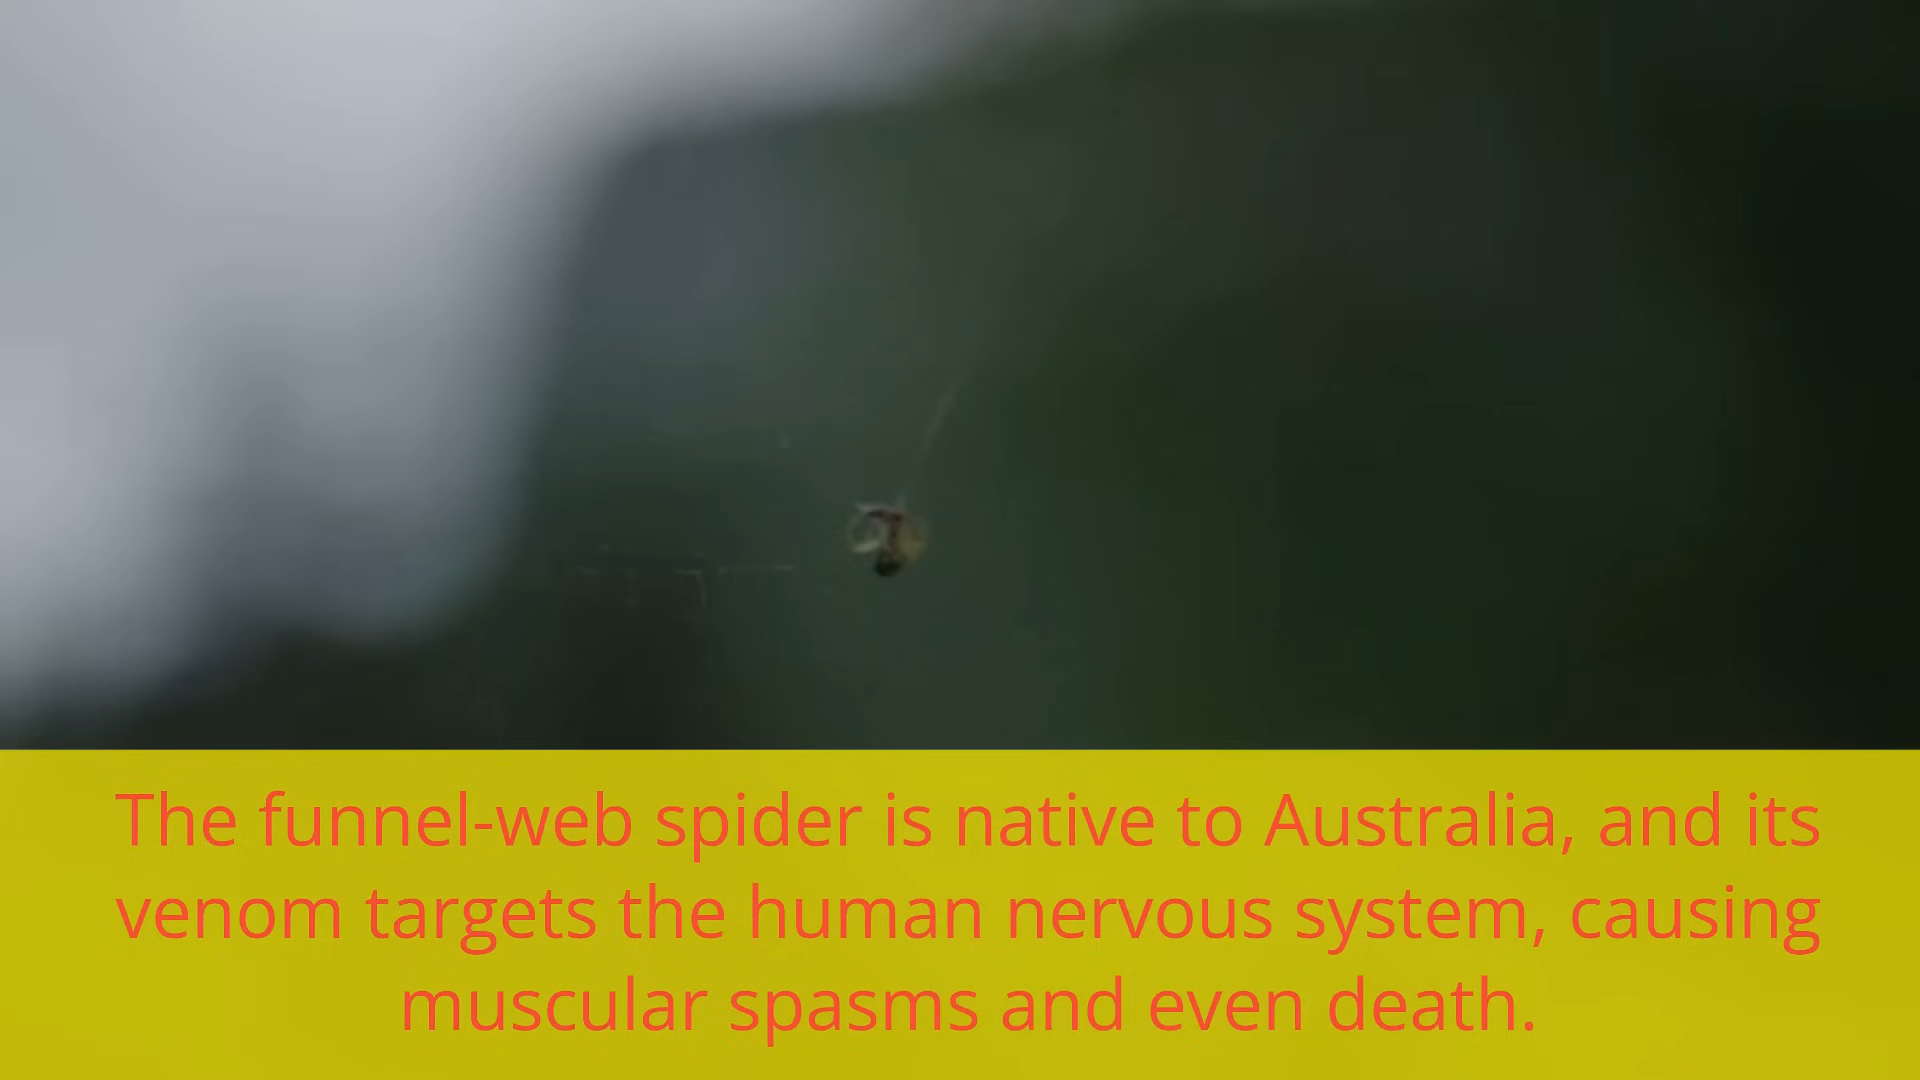 The funnel-web spider is native to Australia, and its
venom targets the human nervous system, causing
muscular spasms and even death.